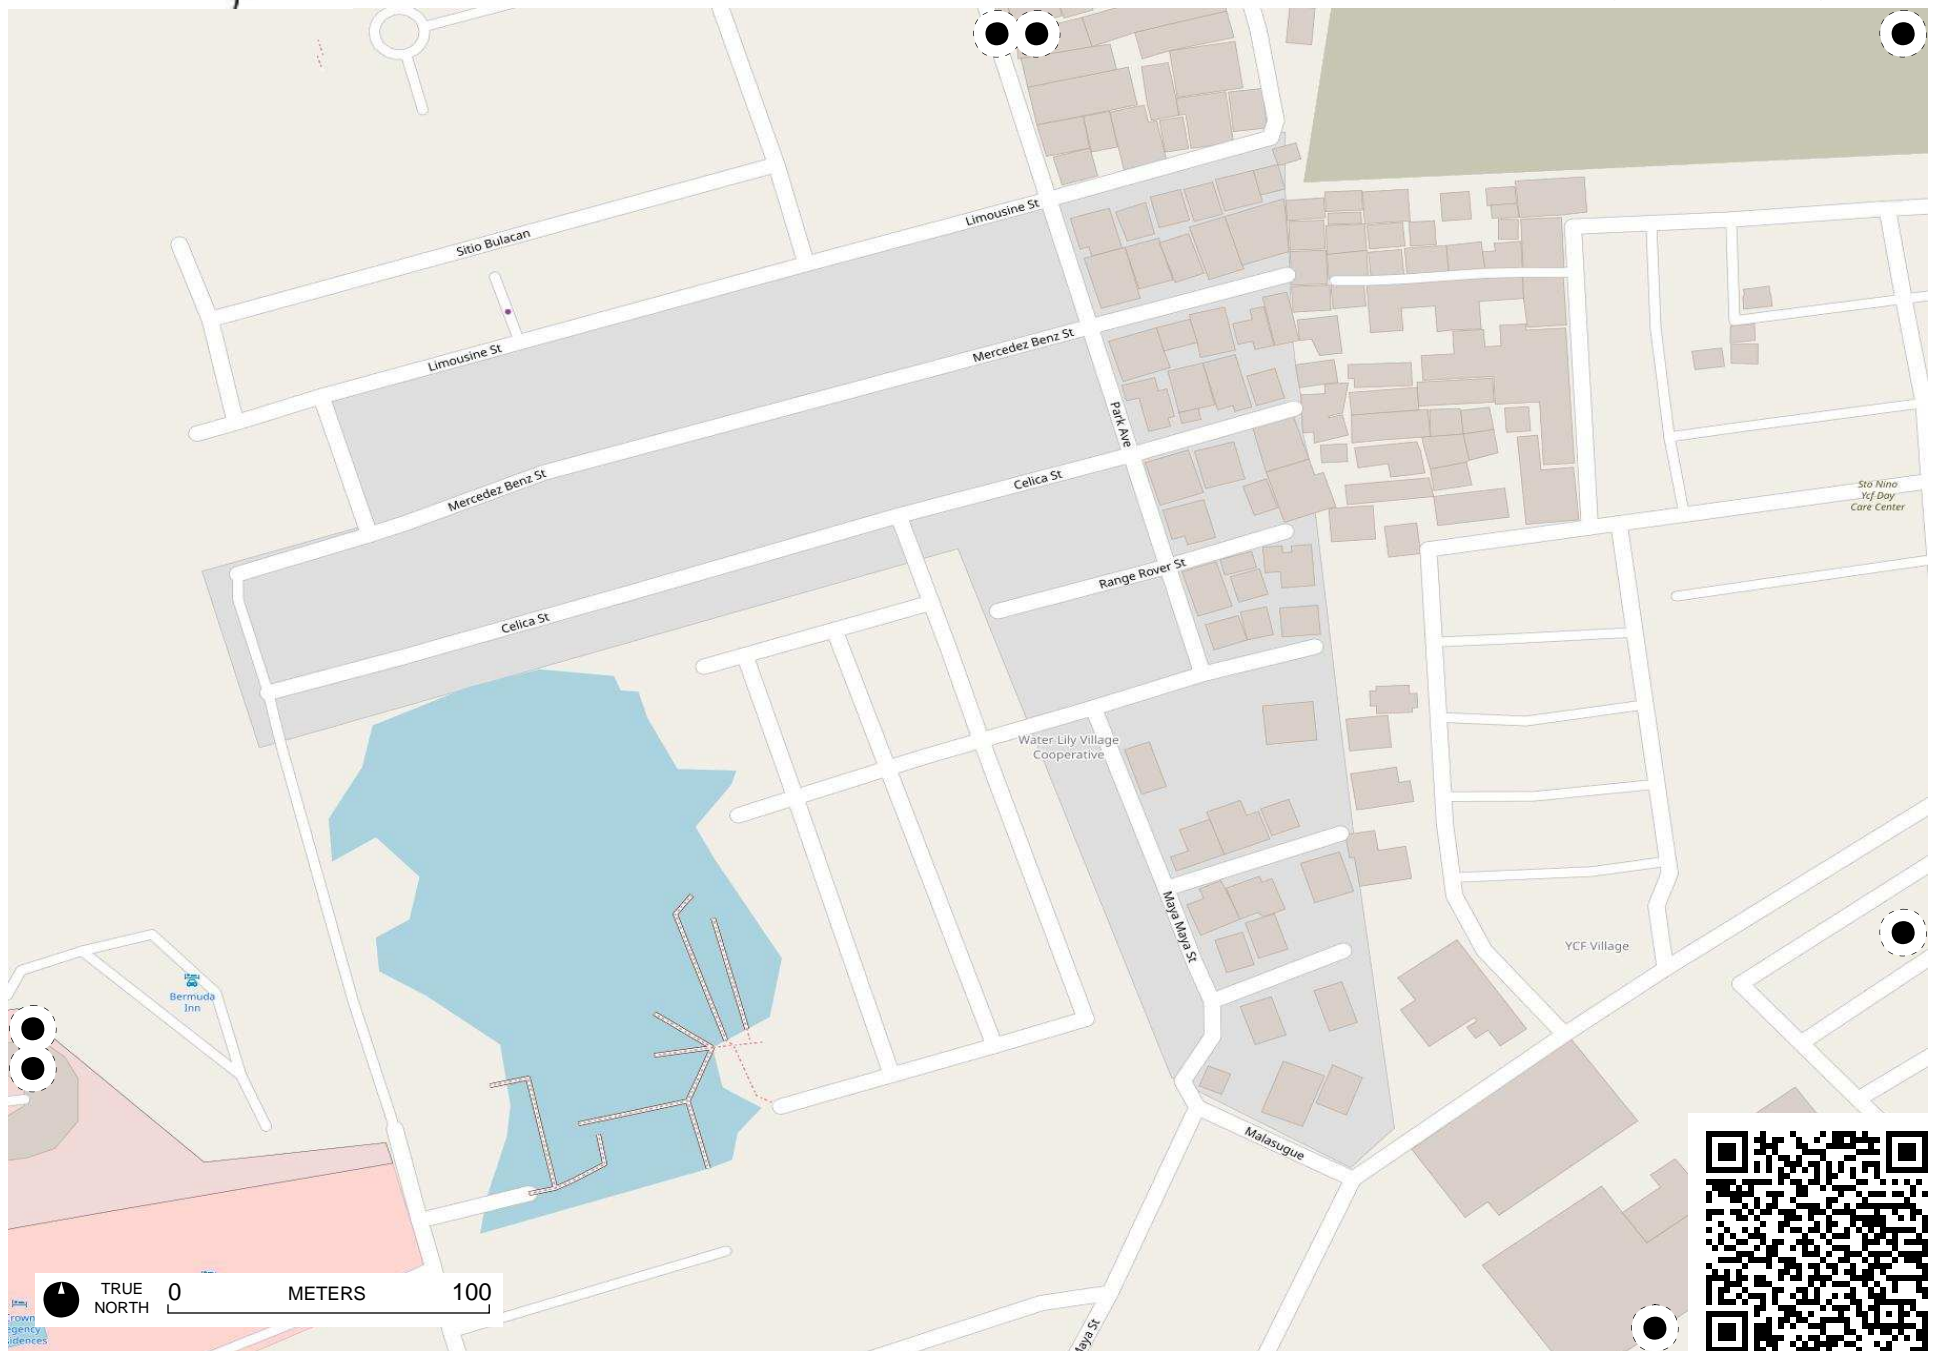 Limousine St
Sitio Bulacan
Limousine St
Mercedez Benz St
Park Ave
Mercedez Benz St
Celica St
Sto Nino
Ycf Day
Care Center
Range Rover St
Celica St
Water Lily Village
Cooperative
Maya Maya St
YCF Village
Bermuda
Inn
Malasugue
TRUE
NORTH
0 METERS 100